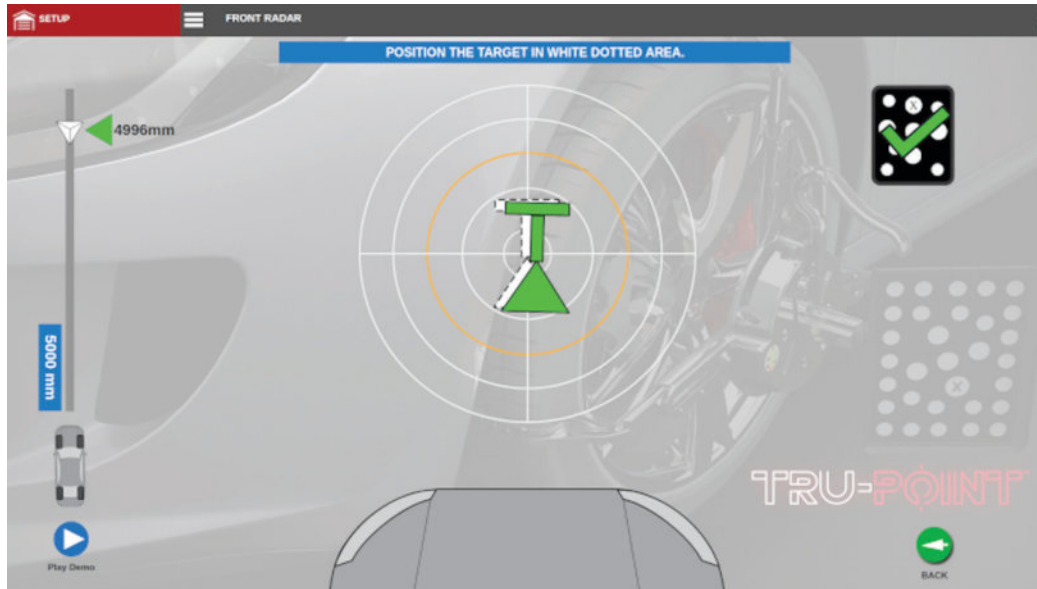 SETUP
FRONT RADAR
POSITION THE TARGET IN WHITE DOTTED AREA.
4996mm
X
5000 mm
X
TRU-POINT
Play Demo
BACK